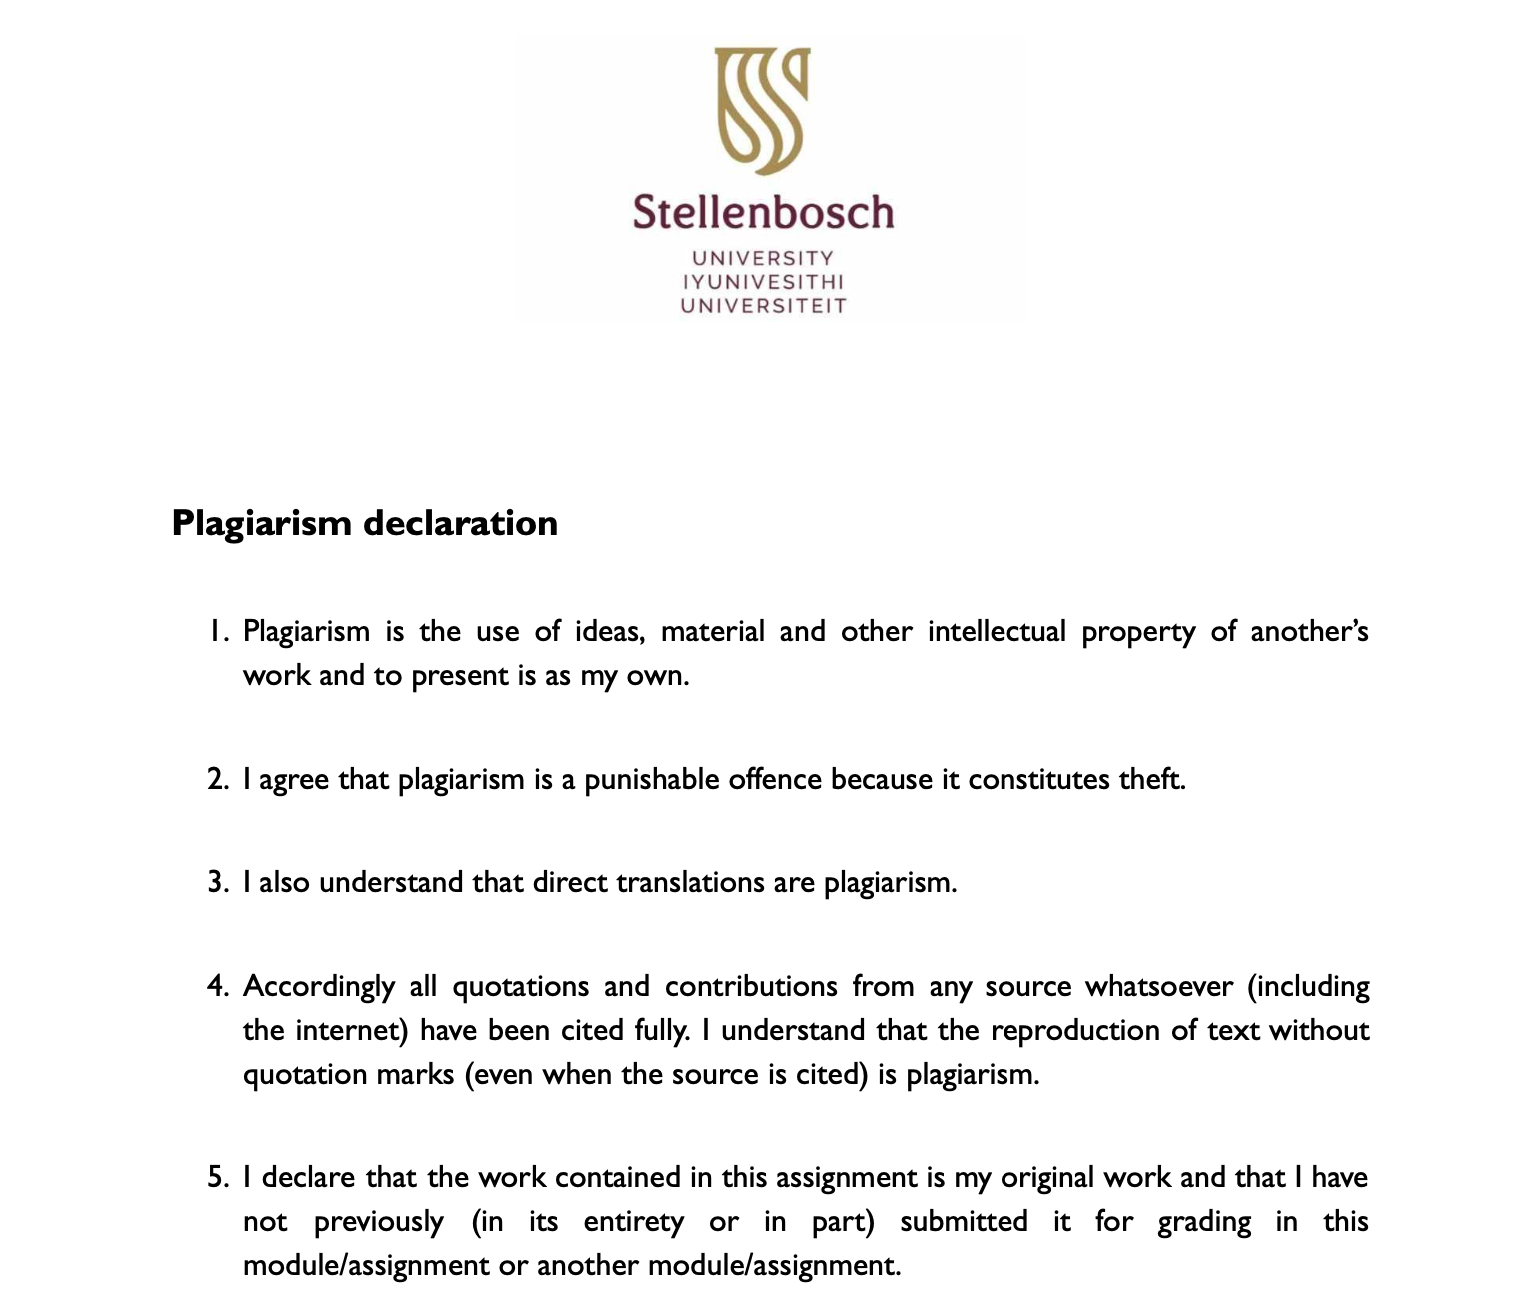 Stellenbosch
UNIVERSITY
IYUNIVESITHI
UNIVERSITEIT
Plagiarism declaration
1. Plagiarism is the use of ideas, material and other intellectual property of another’s
work and to present is as my own.
2. I agree that plagiarism is a punishable offence because it constitutes theft.
3. I also understand that direct translations are plagiarism.
4. Accordingly all quotations and contributions from any source whatsoever (including
the internet) have been cited fully. I understand that the reproduction of text without
quotation marks (even when the source is cited) is plagiarism.
5. I declare that the work contained in this assignment is my original work and that I have
not previously (in its entirety or in part) submitted it for grading in this
module/assignment or another module/assignment.